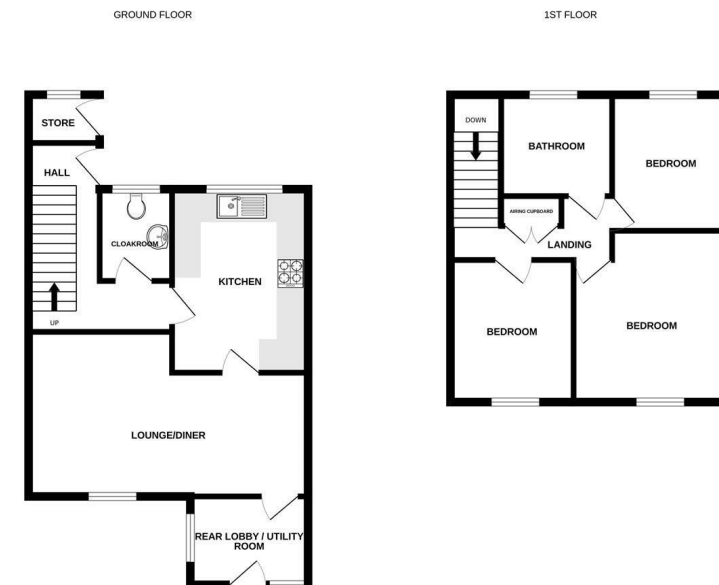 GROUND FLOOR
STORE
HALL
CLOAKROOM
KITCHEN
UP
LOUNGE/DINER
REAR LOBBY / UTILITY
ROOM
1ST FLOOR
DOWN
BATHROOM
BEDROOM
AIRING CUPBOARD
LANDING
BEDROOM
BEDROOM